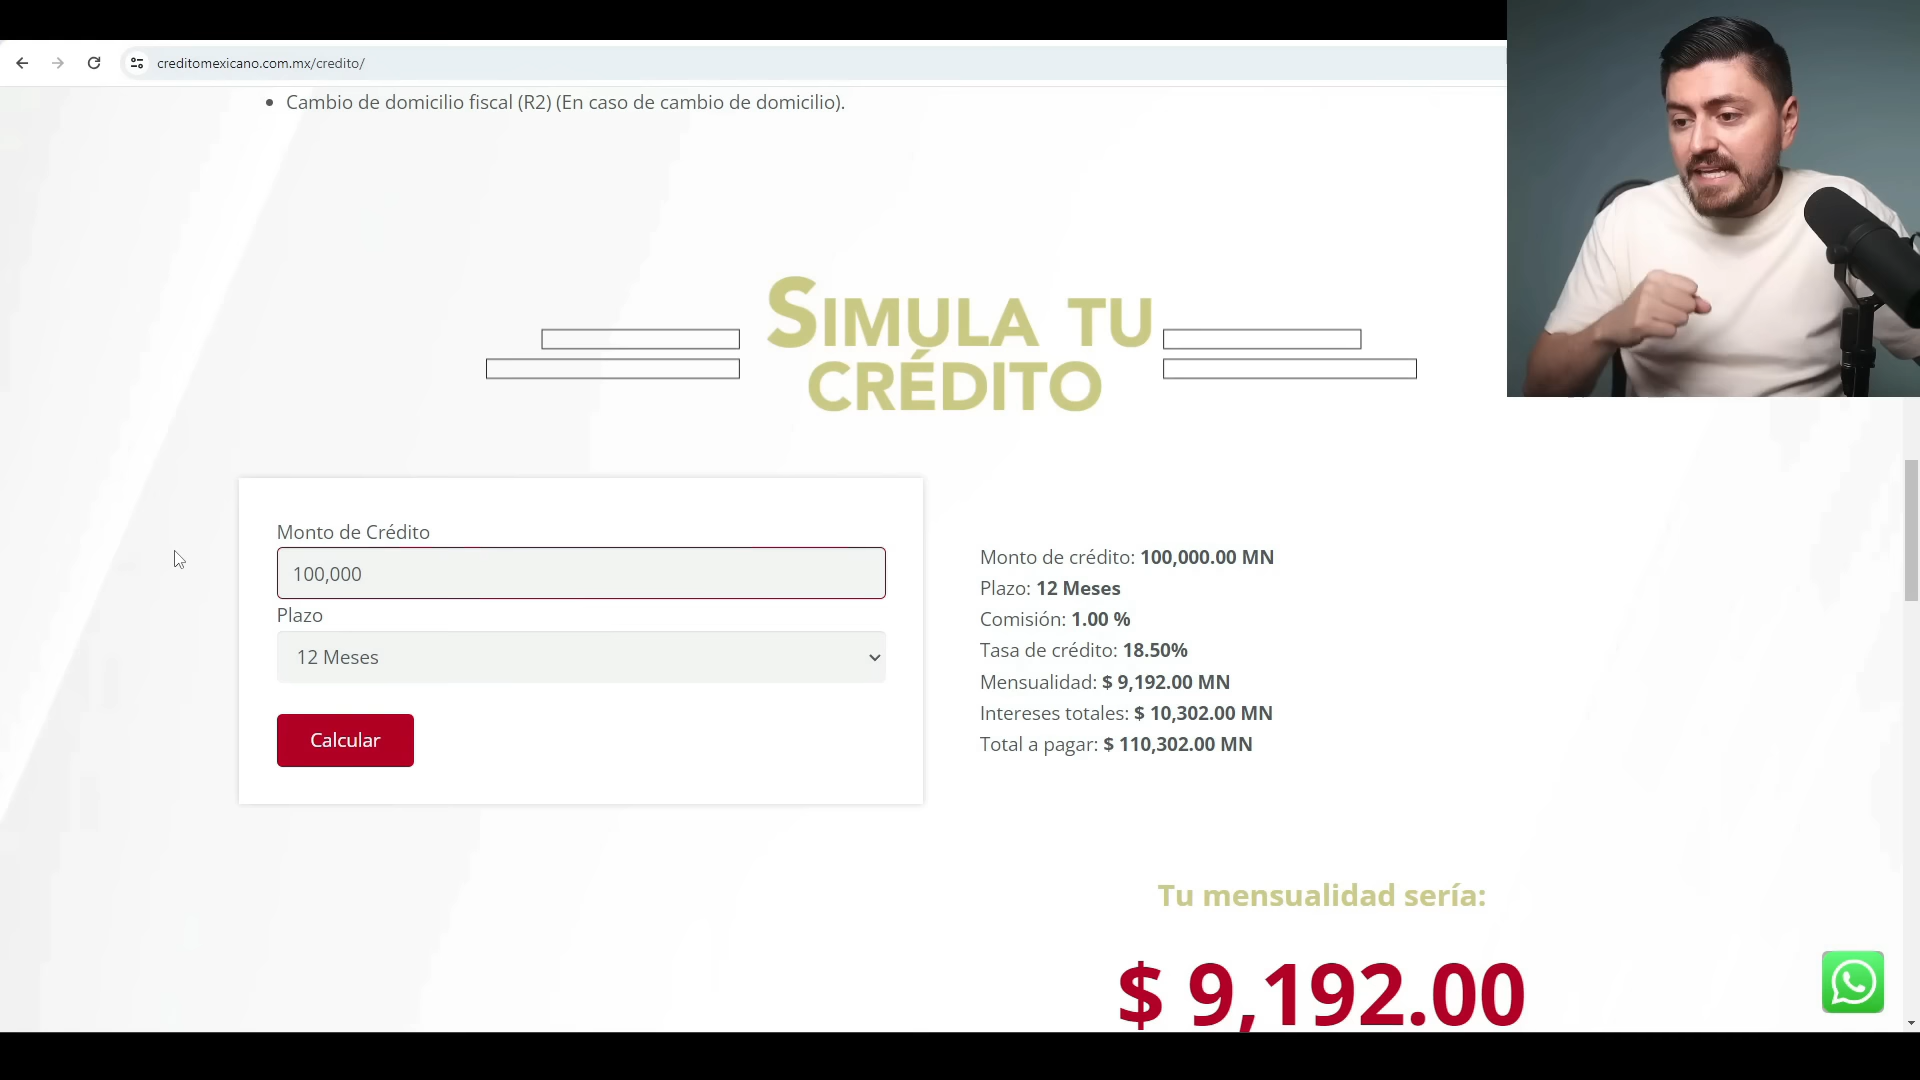 creditomexicano.com.mx/credito/
• Cambio de domicilio fiscal (R2) (En caso de cambio de domicilio).
SIMULA TU
CRÉDITO
Monto de Crédito
100,000
Plazo
12 Meses
Calcular
Monto de crédito: 100,000.00 MN
Plazo: 12 Meses
Comisión: 1.00 %
Tasa de crédito: 18.50%
Mensualidad: $ 9,192.00 MN
Intereses totales: $ 10,302.00 MN
Total a pagar: $ 110,302.00 MN
Tu mensualidad sería:
$ 9,192.00